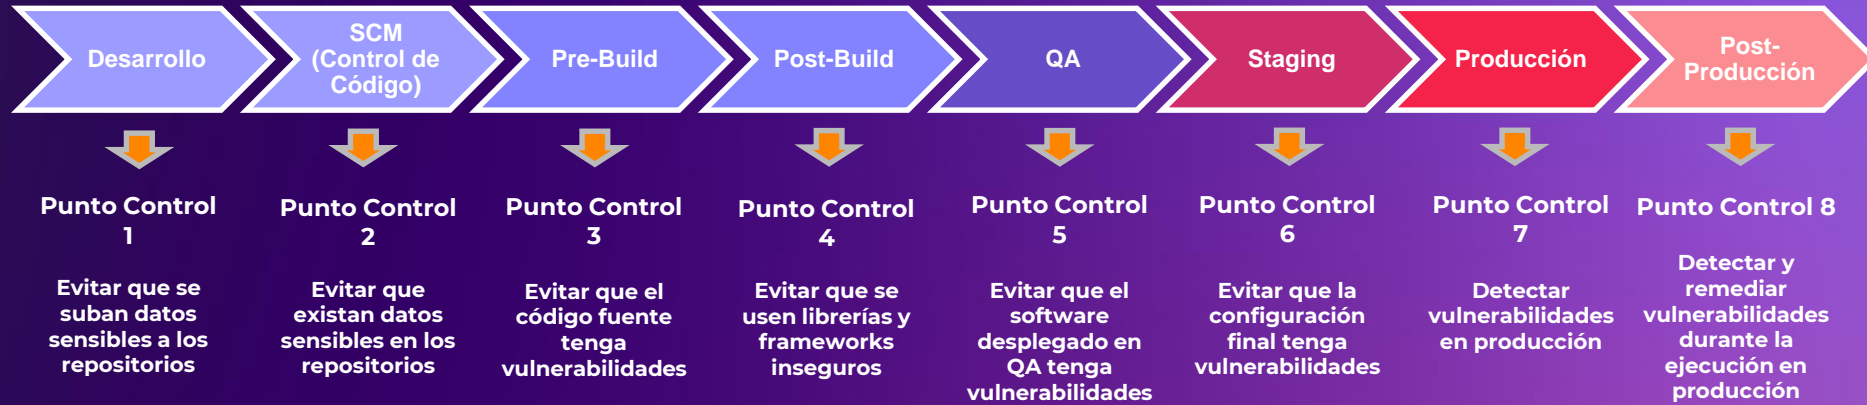 Desarrollo
SCM
(Control de
Código)
Pre-Build
Post-Build
QA
Staging
Producción
Post-
Producción
Punto Control
1
Evitar que se
suban datos
sensibles a los
repositorios
Punto Control
2
Evitar que
existan datos
sensibles en los
repositorios
Punto Control
3
Evitar que el
código fuente
tenga
vulnerabilidades
Punto Control
4
Evitar que se
usen librerías y
frameworks
inseguros
Punto Control
5
Evitar que el
software
desplegado en
QA tenga
vulnerabilidades
Punto Control
6
Evitar que la
configuración
final tenga
vulnerabilidades
Punto Control
7
Detectar
vulnerabilidades
en producción
Punto Control 8
Detectar y
remediar
vulnerabilidades
durante la
ejecución en
producción